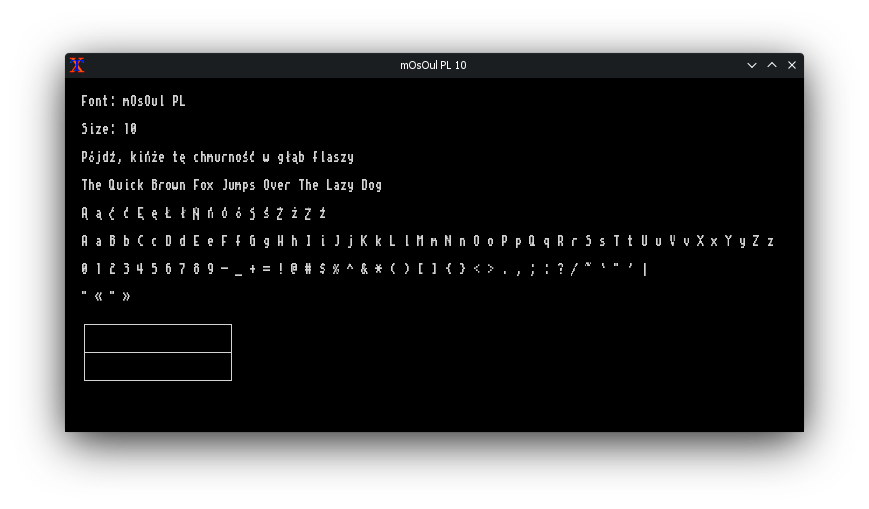 mOsOul PL 10
Font: mOsOul PL
Size: 10
Pójdź, kińże tę chmurność w głąb flaszy
The Quick Brown Fox Jumps Over The Lazy Dog
Ą ą Ć ć Ę ę Ł ł Ń ń Ó ó Ś ś Ż ż Ź ź
A a B b C c D d E e F f G g H h I i J j K k L l M m N n O o P p Q q R r S s T t U u V v X x Y y Z z
0 1 2 3 4 5 6 7 8 9 - _ + = ! @ # $ % ^ & * ( ) [ ] { } < > . , ; : ? / ~ ` " ' |
" « " »